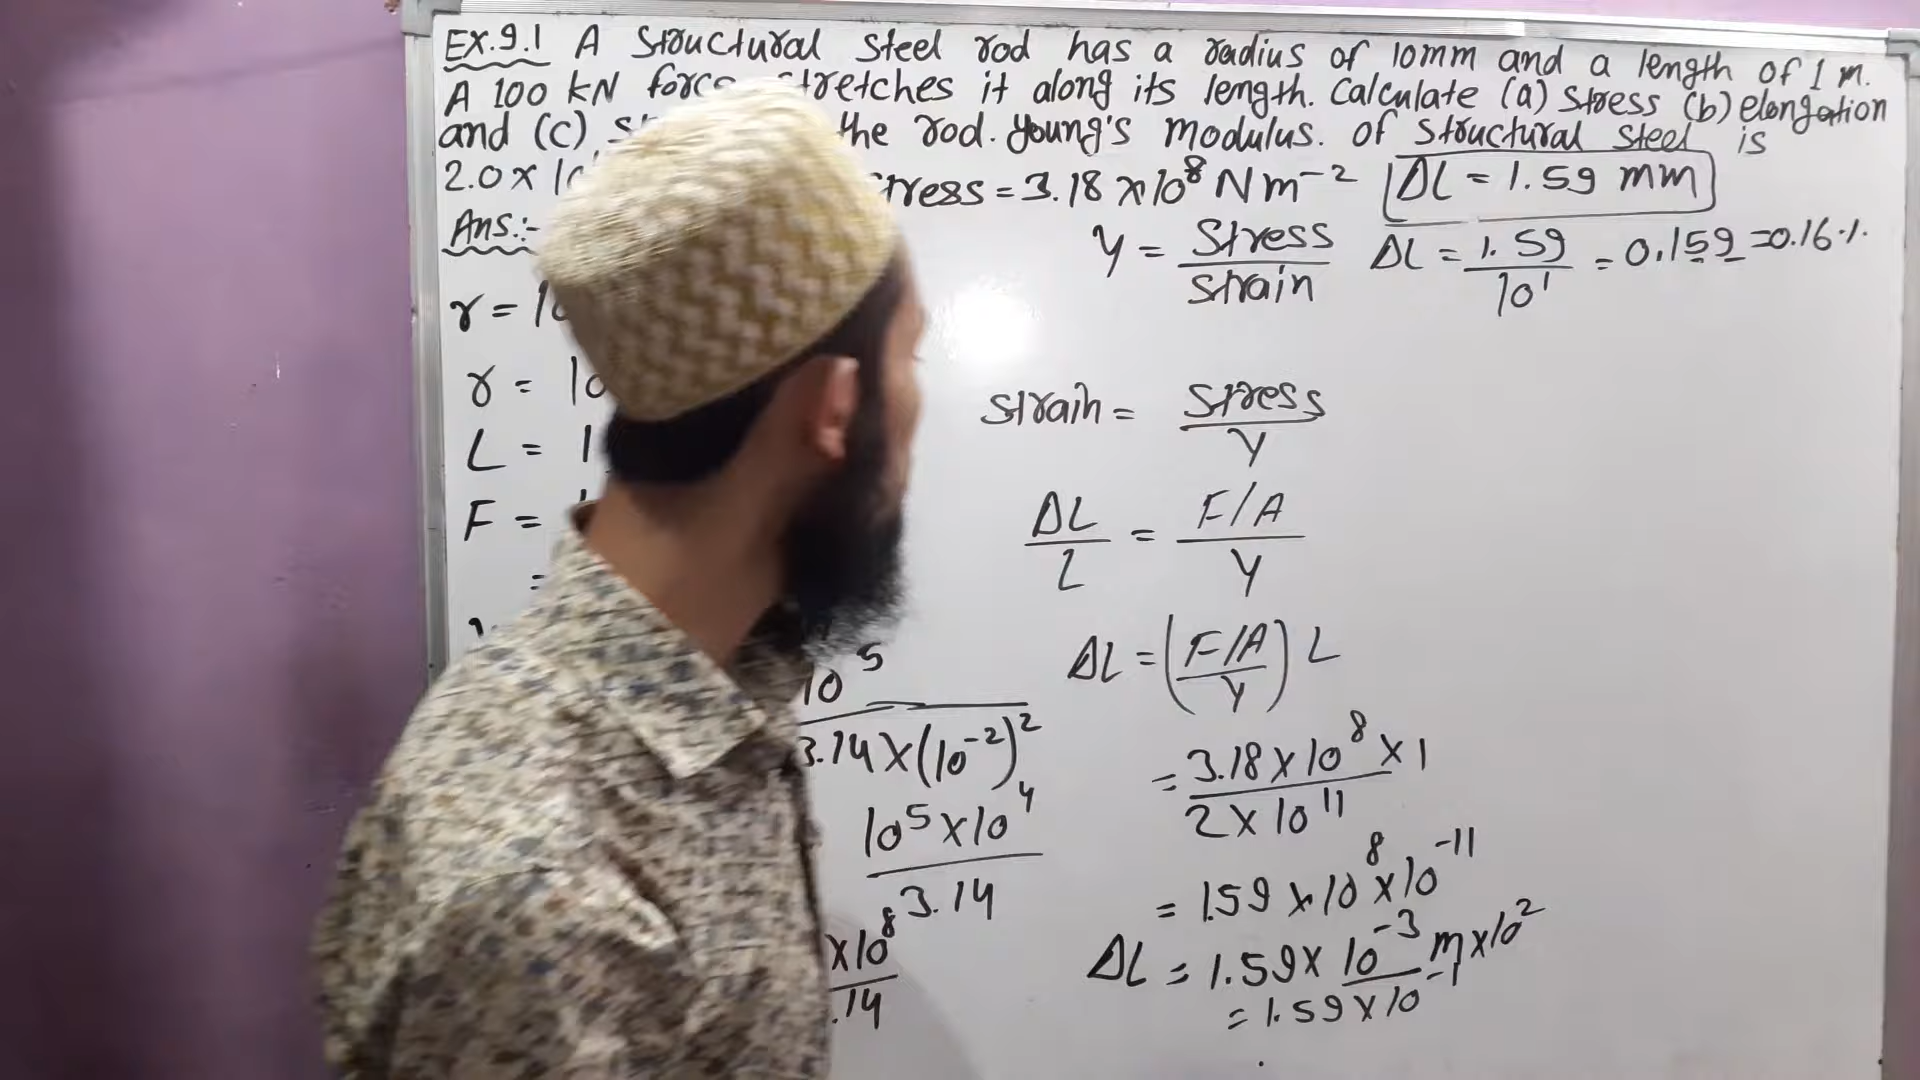 Ex.9.1 A Structural Steel rod has a radius of 10mm and a length of 1 m.
A 100 kN force stretches it along its length. Calculate (a) Stress (b) elongation
and (c) the rod. Young's Modulus. of Structural Steel is
2.0 x
Stress = 3.18 x 10⁸ N m⁻² ΔL = 1.59 mm
Ans:-
Y = Stress / Strain
ΔL = 1.59 / 10¹ = 0.159 = 0.16 %.
r =
r = 10
L = 1
F =
=
Strain = Stress / Y
ΔL / L = F/A / Y
ΔL = (F/A / Y) L
= 3.18 x 10⁸ x 1 / 2 x 10¹¹
= 1.59 x 10⁸ x 10⁻¹¹
ΔL = 1.59 x 10⁻³ m x 10²
= 1.59 x 10⁻¹
10⁵
3.14 x (10⁻²)²
10⁵ x 10⁴
3.14
x 10⁸
.14